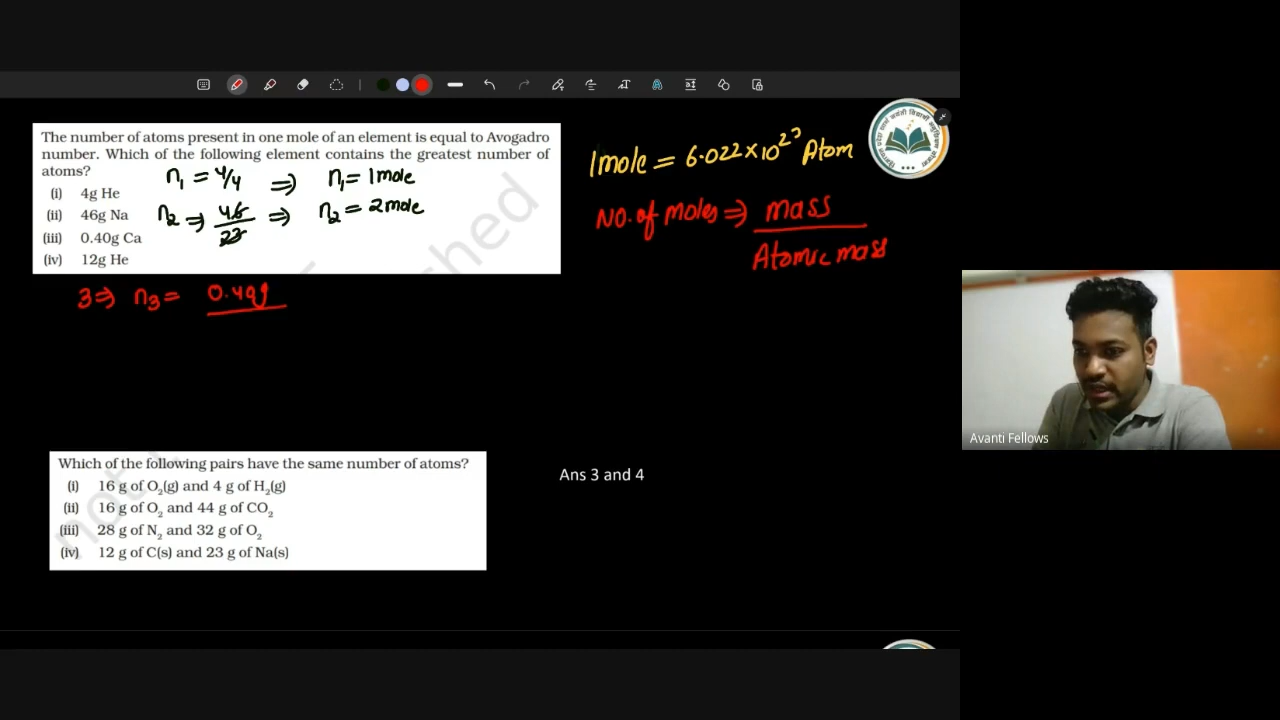 The number of atoms present in one mole of an element is equal to Avogadro
number. Which of the following element contains the greatest number of
atoms?
(i) 4g He
(ii) 46g Na
(iii) 0.40g Ca
(iv) 12g He
n₁ = 4/4 ⇒ n₁ = 1mole
n₂ ⇒ 46/23 ⇒ n₂ = 2mole
3⇒ n₃ = 0.40g
1mole = 6.022×10²³ Atom
NO. of moles ⇒ mass
Atomic mass
Which of the following pairs have the same number of atoms?
(i) 16 g of O₂(g) and 4 g of H₂(g)
(ii) 16 g of O₂ and 44 g of CO₂
(iii) 28 g of N₂ and 32 g of O₂
(iv) 12 g of C(s) and 23 g of Na(s)
Ans 3 and 4
Avanti Fellows